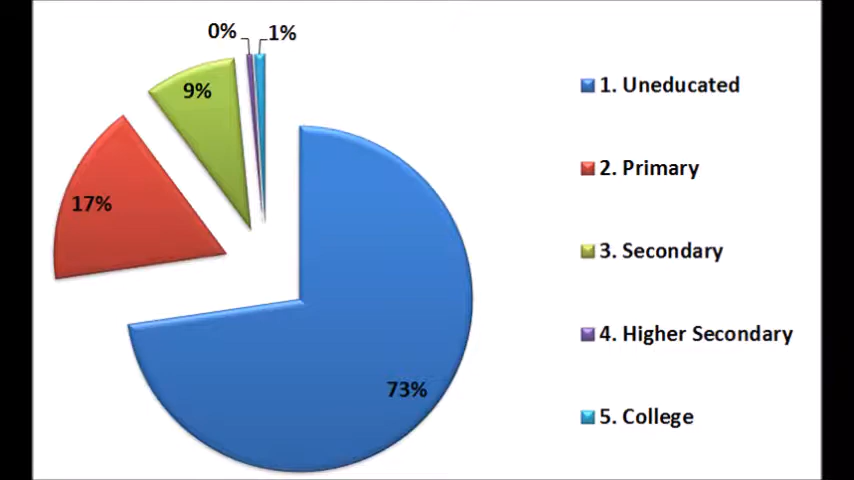 0%
1%
9%
17%
73%
1. Uneducated
2. Primary
3. Secondary
4. Higher Secondary
5. College